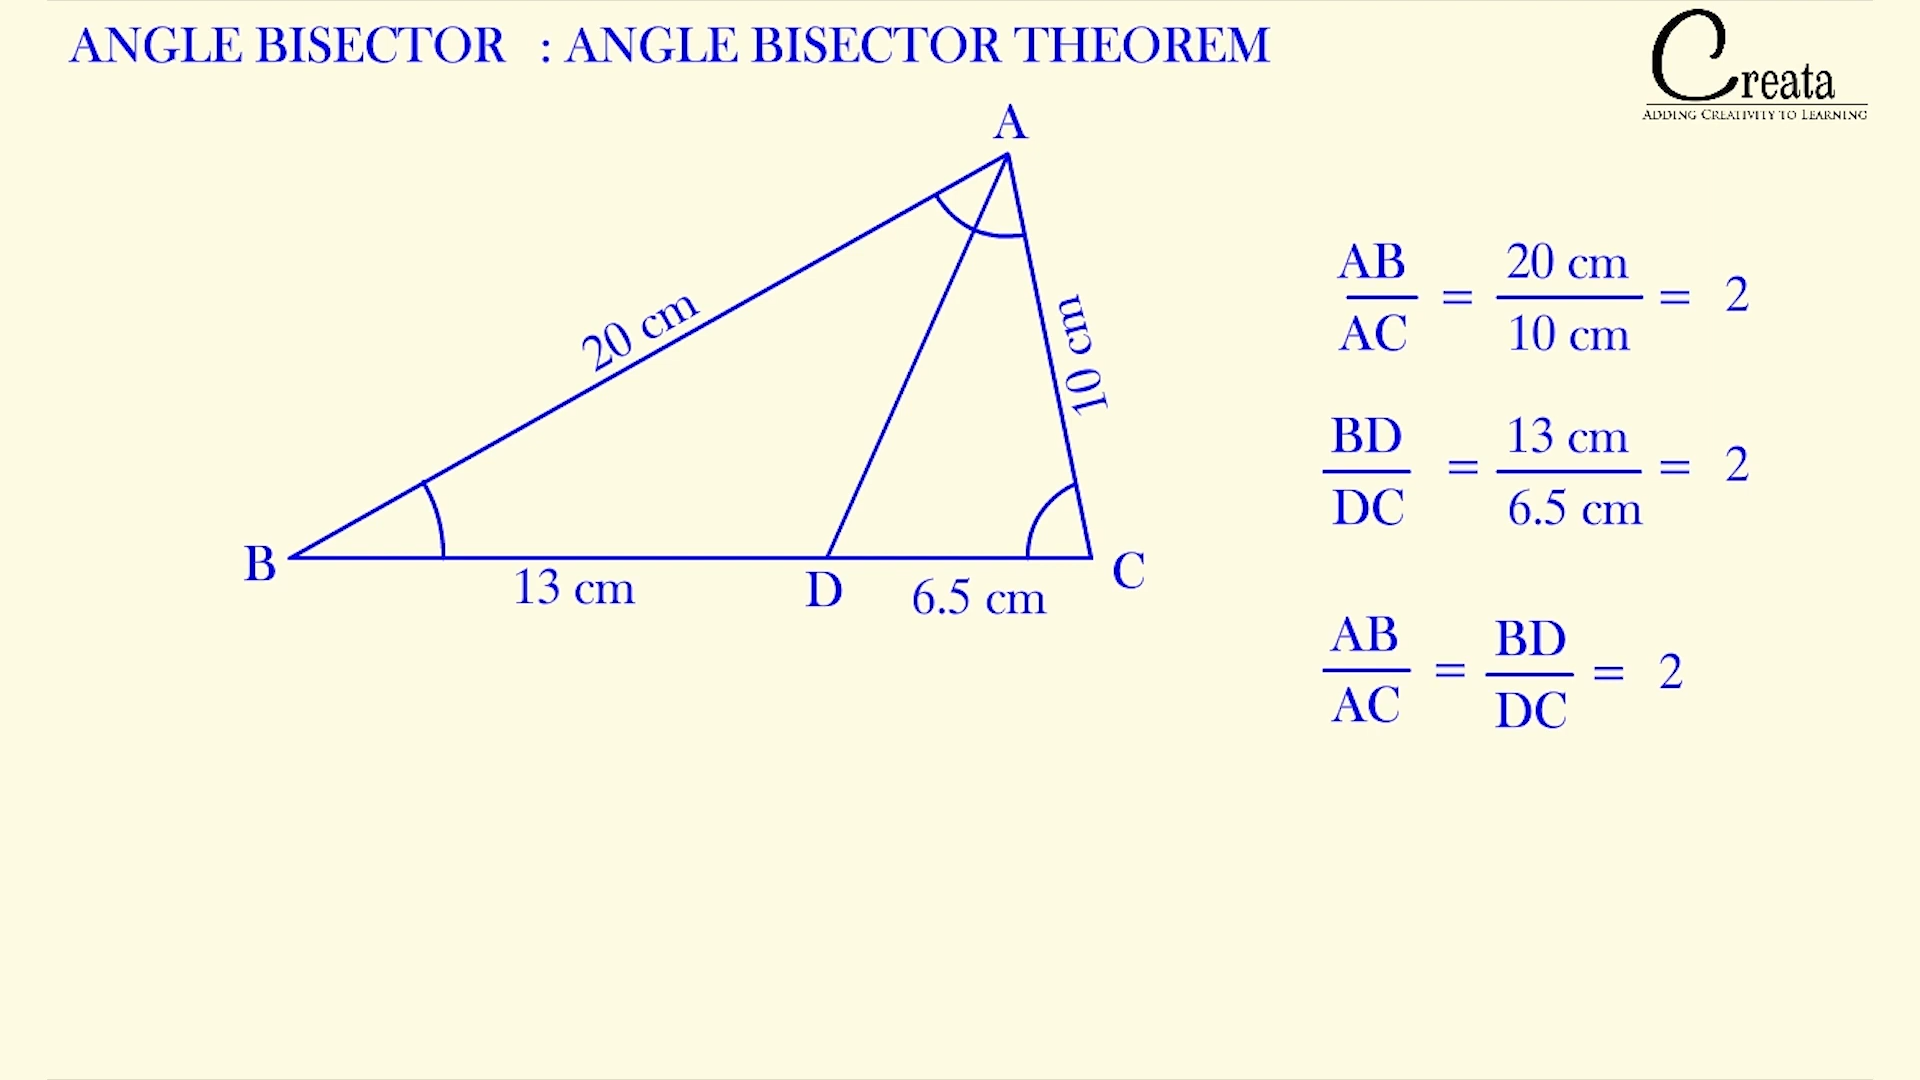 ANGLE BISECTOR : ANGLE BISECTOR THEOREM
Creata
ADDING CREATIVITY TO LEARNING
A
20 cm
10 cm
B
13 cm
D
6.5 cm
C
AB/AC = 20 cm/10 cm = 2
BD/DC = 13 cm/6.5 cm = 2
AB/AC = BD/DC = 2